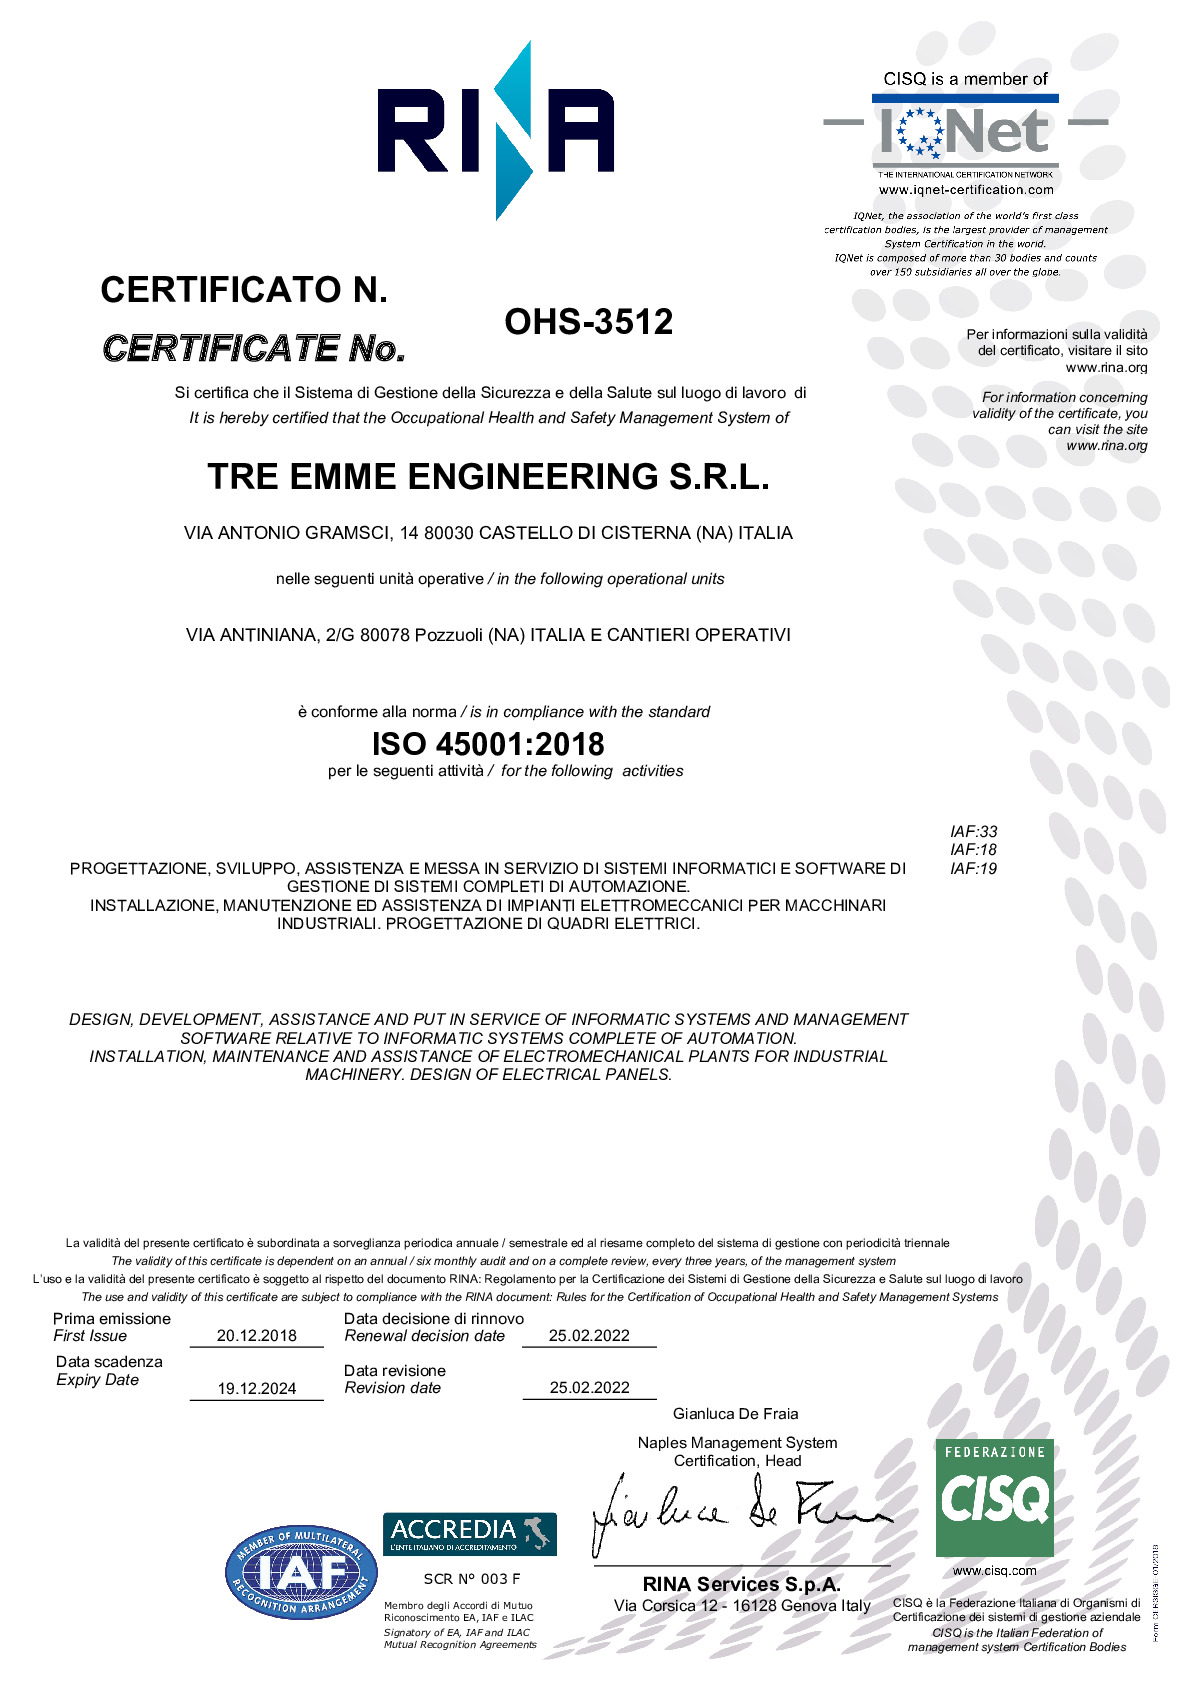 RINA
CISQ is a member of
IQNet
THE INTERNATIONAL CERTIFICATION NETWORK
www.iqnet-certification.com
IQNet, the association of the world's first class
certification bodies, is the largest provider of management
System Certification in the world.
IQNet is composed of more than 30 bodies and counts
over 150 subsidiaries all over the globe.
CERTIFICATO N.
CERTIFICATE No.
OHS-3512
Per informazioni sulla validità
del certificato, visitare il sito
www.rina.org
For information concerning
validity of the certificate, you
can visit the site
www.rina.org
Si certifica che il Sistema di Gestione della Sicurezza e della Salute sul luogo di lavoro di
It is hereby certified that the Occupational Health and Safety Management System of
TRE EMME ENGINEERING S.R.L.
VIA ANTONIO GRAMSCI, 14 80030 CASTELLO DI CISTERNA (NA) ITALIA
nelle seguenti unità operative / in the following operational units
VIA ANTINIANA, 2/G 80078 Pozzuoli (NA) ITALIA E CANTIERI OPERATIVI
è conforme alla norma / is in compliance with the standard
ISO 45001:2018
per le seguenti attività / for the following activities
IAF:33
IAF:18
IAF:19
PROGETTAZIONE, SVILUPPO, ASSISTENZA E MESSA IN SERVIZIO DI SISTEMI INFORMATICI E SOFTWARE DI
GESTIONE DI SISTEMI COMPLETI DI AUTOMAZIONE.
INSTALLAZIONE, MANUTENZIONE ED ASSISTENZA DI IMPIANTI ELETTROMECCANICI PER MACCHINARI
INDUSTRIALI. PROGETTAZIONE DI QUADRI ELETTRICI.
DESIGN, DEVELOPMENT, ASSISTANCE AND PUT IN SERVICE OF INFORMATIC SYSTEMS AND MANAGEMENT
SOFTWARE RELATIVE TO INFORMATIC SYSTEMS COMPLETE OF AUTOMATION.
INSTALLATION, MAINTENANCE AND ASSISTANCE OF ELECTROMECHANICAL PLANTS FOR INDUSTRIAL
MACHINERY. DESIGN OF ELECTRICAL PANELS.
La validità del presente certificato è subordinata a sorveglianza periodica annuale / semestrale ed al riesame completo del sistema di gestione con periodicità triennale
The validity of this certificate is dependent on an annual / six monthly audit and on a complete review, every three years, of the management system
L'uso e la validità del presente certificato è soggetto al rispetto del documento RINA: Regolamento per la Certificazione dei Sistemi di Gestione della Sicurezza e Salute sul luogo di lavoro
The use and validity of this certificate are subject to compliance with the RINA document: Rules for the Certification of Occupational Health and Safety Management Systems
Prima emissione
First Issue
20.12.2018
Data decisione di rinnovo
Renewal decision date
25.02.2022
Data scadenza
Expiry Date
19.12.2024
Data revisione
Revision date
25.02.2022
Gianluca De Fraia
Naples Management System
Certification, Head
Gianluca De Fraia
RINA Services S.p.A.
Via Corsica 12 - 16128 Genova Italy
MEMBER OF MULTILATERAL
IAF
RECOGNITION ARRANGEMENT
ACCREDIA
L'ENTE ITALIANO DI ACCREDITAMENTO
SCR N° 003 F
Membro degli Accordi di Mutuo
Riconoscimento EA, IAF e ILAC
Signatory of EA, IAF and ILAC
Mutual Recognition Agreements
FEDERAZIONE
CISQ
www.cisq.com
CISQ è la Federazione Italiana di Organismi di
Certificazione dei sistemi di gestione aziendale
CISQ is the Italian Federation of
management system Certification Bodies